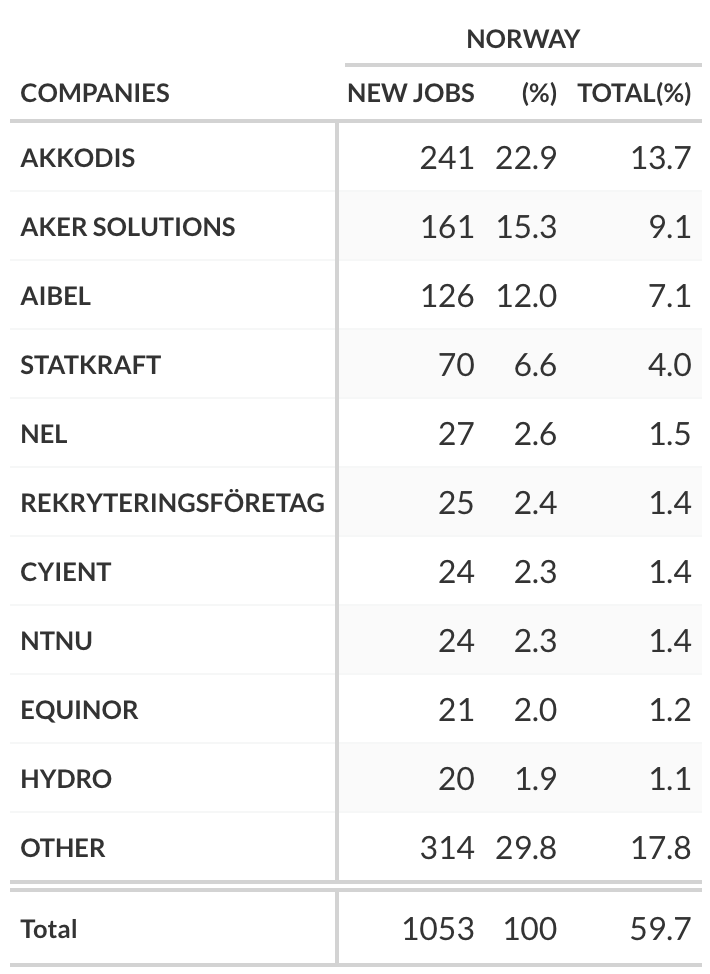 NORWAY
COMPANIES NEW JOBS (%) TOTAL(%)
AKKODIS 241 22.9 13.7
AKER SOLUTIONS 161 15.3 9.1
AIBEL 126 12.0 7.1
STATKRAFT 70 6.6 4.0
NEL 27 2.6 1.5
REKRYTERINGSFÖRETAG 25 2.4 1.4
CYIENT 24 2.3 1.4
NTNU 24 2.3 1.4
EQUINOR 21 2.0 1.2
HYDRO 20 1.9 1.1
OTHER 314 29.8 17.8
Total 1053 100 59.7